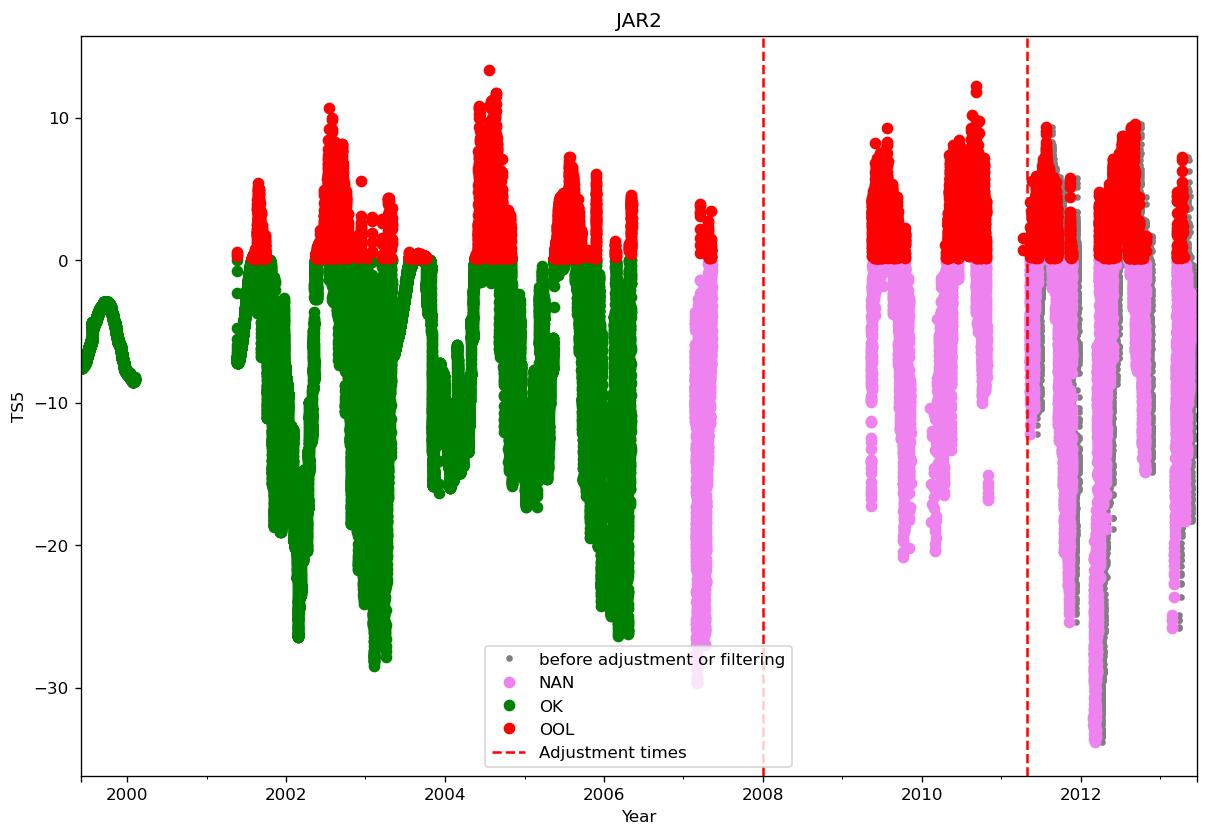 JAR2
10
0
−10
−20
−30
TS5
before adjustment or filtering
NAN
OK
OOL
Adjustment times
2000 2002 2004 2006 2008 2010 2012
Year